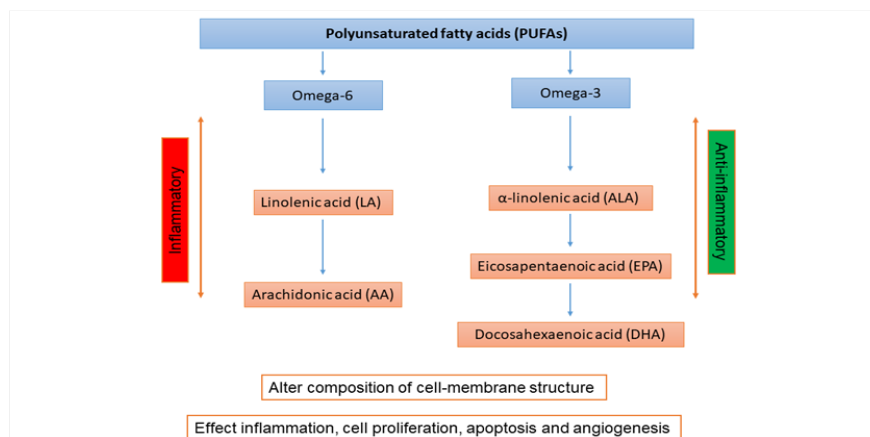 Polyunsaturated fatty acids (PUFAs)
Omega-6
Omega-3
Inflammatory
Anti-inflammatory
Linolenic acid (LA)
α-linolenic acid (ALA)
Eicosapentaenoic acid (EPA)
Arachidonic acid (AA)
Docosahexaenoic acid (DHA)
Alter composition of cell-membrane structure
Effect inflammation, cell proliferation, apoptosis and angiogenesis